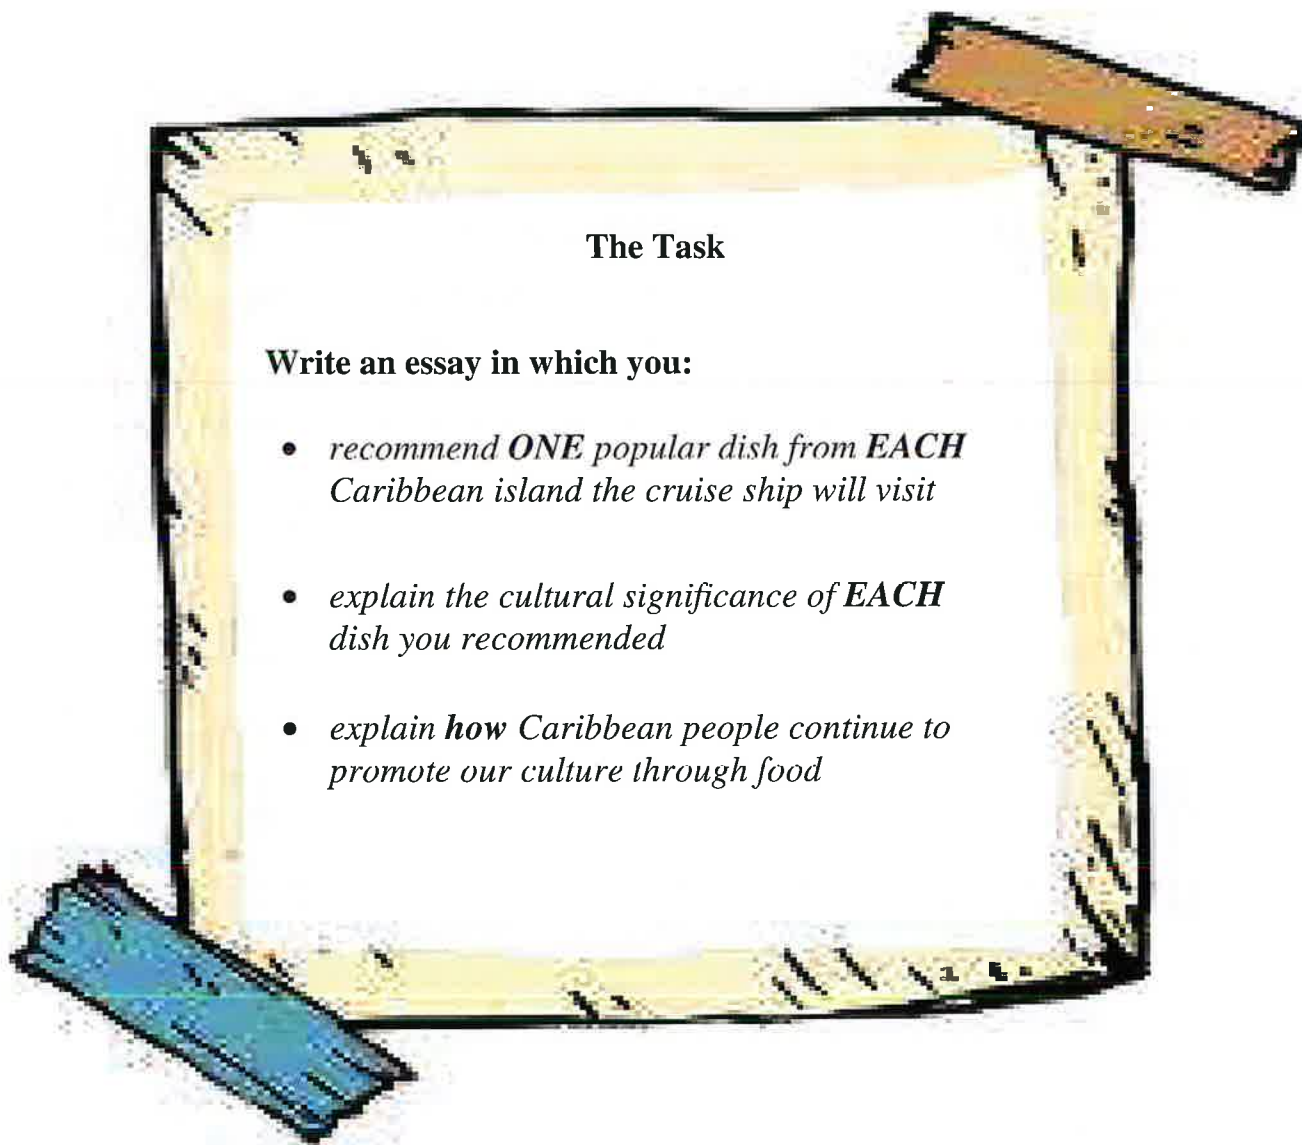 The Task
Write an essay in which you:
• recommend ONE popular dish from EACH
Caribbean island the cruise ship will visit
• explain the cultural significance of EACH
dish you recommended
• explain how Caribbean people continue to
promote our culture through food